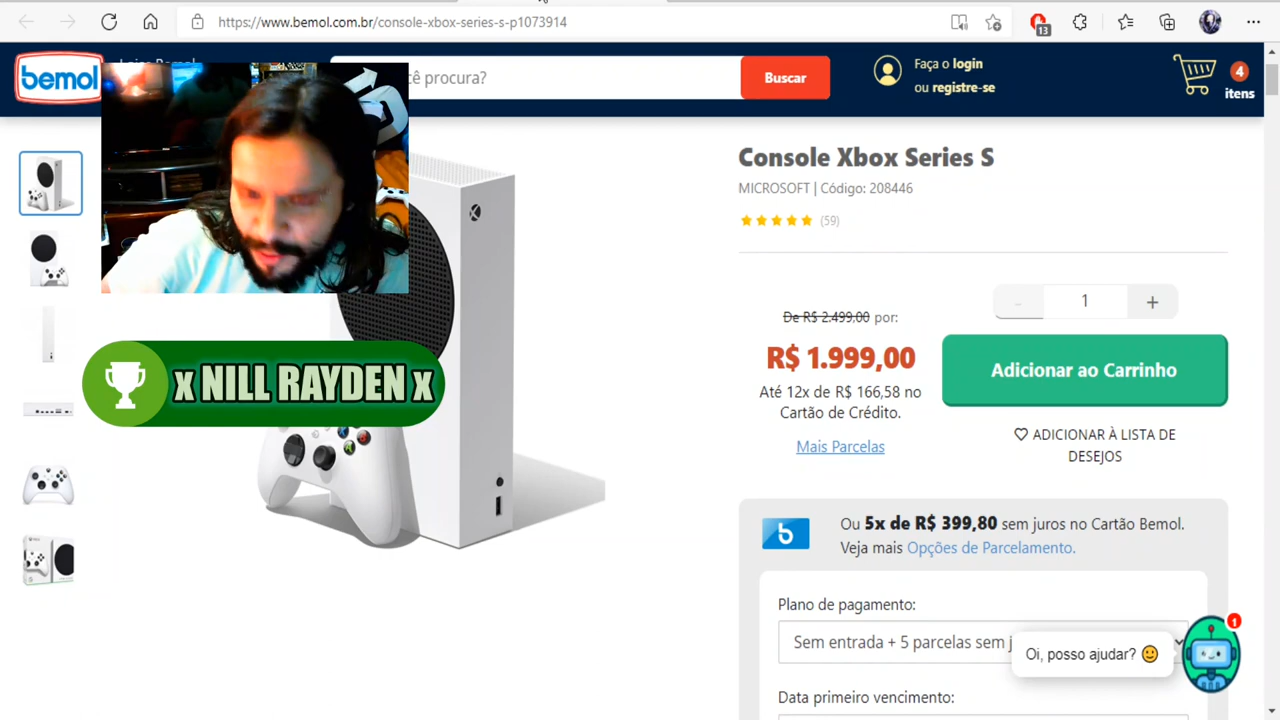 https://www.bemol.com.br/console-xbox-series-s-p1073914
13
bemol
cê procura?
Buscar
Faça o login
ou registre-se
4
itens
Console Xbox Series S
MICROSOFT | Código: 208446
(59)
De R$ 2.499,00 por:
R$ 1.999,00
Até 12x de R$ 166,58 no
Cartão de Crédito.
Mais Parcelas
- 1 +
Adicionar ao Carrinho
ADICIONAR À LISTA DE
DESEJOS
x NILL RAYDEN x
Ou 5x de R$ 399,80 sem juros no Cartão Bemol.
Veja mais Opções de Parcelamento.
Plano de pagamento:
Sem entrada + 5 parcelas sem j
Oi, posso ajudar?
1
Data primeiro vencimento: